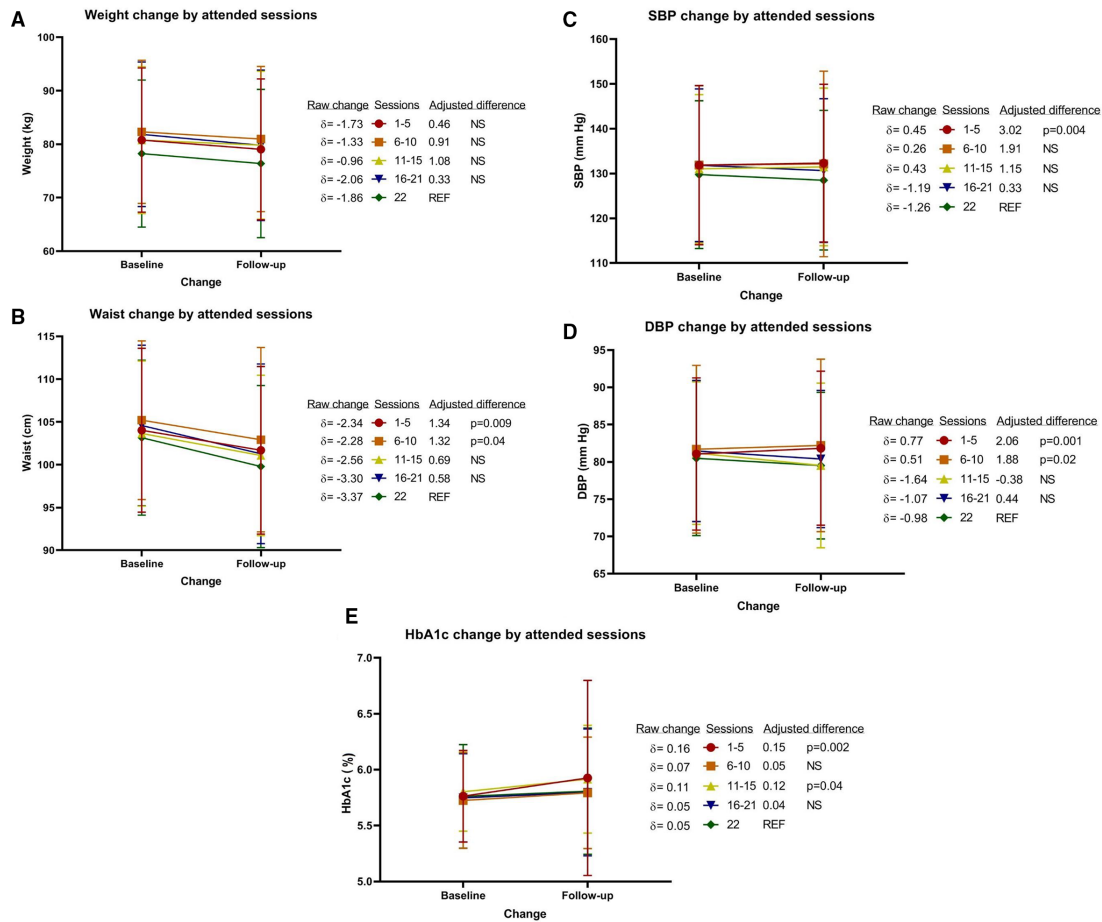 A
Weight change by attended sessions
100
90
80
70
60
Weight (kg)
Baseline
Follow-up
Change
Raw change Sessions Adjusted difference
δ= -1.73 1-5 0.46 NS
δ= -1.33 6-10 0.91 NS
δ= -0.96 11-15 1.08 NS
δ= -2.06 16-21 0.33 NS
δ= -1.86 22 REF
B
Waist change by attended sessions
115
110
105
100
95
90
Waist (cm)
Baseline
Follow-up
Change
Raw change Sessions Adjusted difference
δ= -2.34 1-5 1.34 p=0.009
δ= -2.28 6-10 1.32 p=0.04
δ= -2.56 11-15 0.69 NS
δ= -3.30 16-21 0.58 NS
δ= -3.37 22 REF
C
SBP change by attended sessions
160
150
140
130
120
110
SBP (mm Hg)
Baseline
Follow-up
Change
Raw change Sessions Adjusted difference
δ= 0.45 1-5 3.02 p=0.004
δ= 0.26 6-10 1.91 NS
δ= 0.43 11-15 1.15 NS
δ= -1.19 16-21 0.33 NS
δ= -1.26 22 REF
D
DBP change by attended sessions
95
90
85
80
75
70
65
DBP (mm Hg)
Baseline
Follow-up
Change
Raw change Sessions Adjusted difference
δ= 0.77 1-5 2.06 p=0.001
δ= 0.51 6-10 1.88 p=0.02
δ= -1.64 11-15 -0.38 NS
δ= -1.07 16-21 0.44 NS
δ= -0.98 22 REF
E
HbA1c change by attended sessions
7.0
6.5
6.0
5.5
5.0
HbA1c ( %)
Baseline
Follow-up
Change
Raw change Sessions Adjusted difference
δ= 0.16 1-5 0.15 p=0.002
δ= 0.07 6-10 0.05 NS
δ= 0.11 11-15 0.12 p=0.04
δ= 0.05 16-21 0.04 NS
δ= 0.05 22 REF